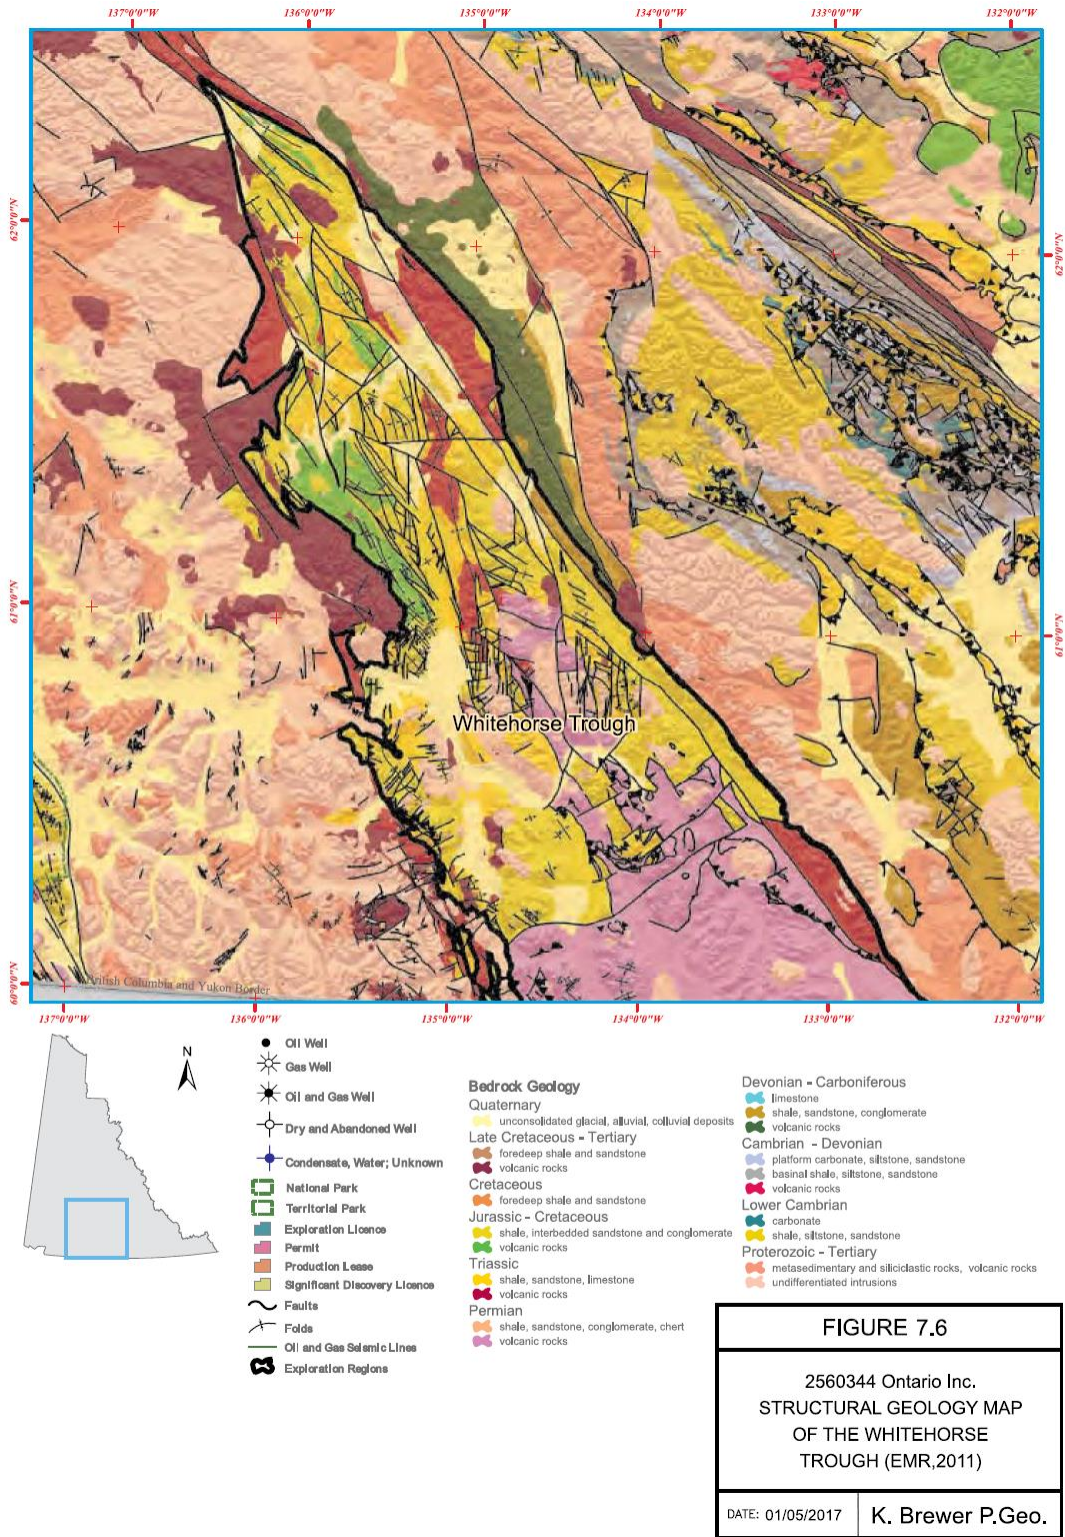 137°0'0"W 136°0'0"W 135°0'0"W 134°0'0"W 133°0'0"W 132°0'0"W
62°0'0"N
62°0'0"N
61°0'0"N
61°0'0"N
Whitehorse Trough
60°0'0"N
British Columbia and Yukon Border
137°0'0"W 136°0'0"W 135°0'0"W 134°0'0"W 133°0'0"W 132°0'0"W
N
Oil Well
Gas Well
Oil and Gas Well
Dry and Abandoned Well
Condensate, Water; Unknown
National Park
Territorial Park
Exploration Licence
Permit
Production Lease
Significant Discovery Licence
Faults
Folds
Oil and Gas Seismic Lines
Exploration Regions
Bedrock Geology
Quaternary
unconsolidated glacial, alluvial, colluvial deposits
Late Cretaceous - Tertiary
foredeep shale and sandstone
volcanic rocks
Cretaceous
foredeep shale and sandstone
Jurassic - Cretaceous
shale, interbedded sandstone and conglomerate
volcanic rocks
Triassic
shale, sandstone, limestone
volcanic rocks
Permian
shale, sandstone, conglomerate, chert
volcanic rocks
Devonian - Carboniferous
limestone
shale, sandstone, conglomerate
volcanic rocks
Cambrian - Devonian
platform carbonate, siltstone, sandstone
basinal shale, siltstone, sandstone
volcanic rocks
Lower Cambrian
carbonate
shale, siltstone, sandstone
Proterozoic - Tertiary
metasedimentary and siliciclastic rocks, volcanic rocks
undifferentiated intrusions
FIGURE 7.6
2560344 Ontario Inc.
STRUCTURAL GEOLOGY MAP
OF THE WHITEHORSE
TROUGH (EMR,2011)
DATE: 01/05/2017
K. Brewer P.Geo.